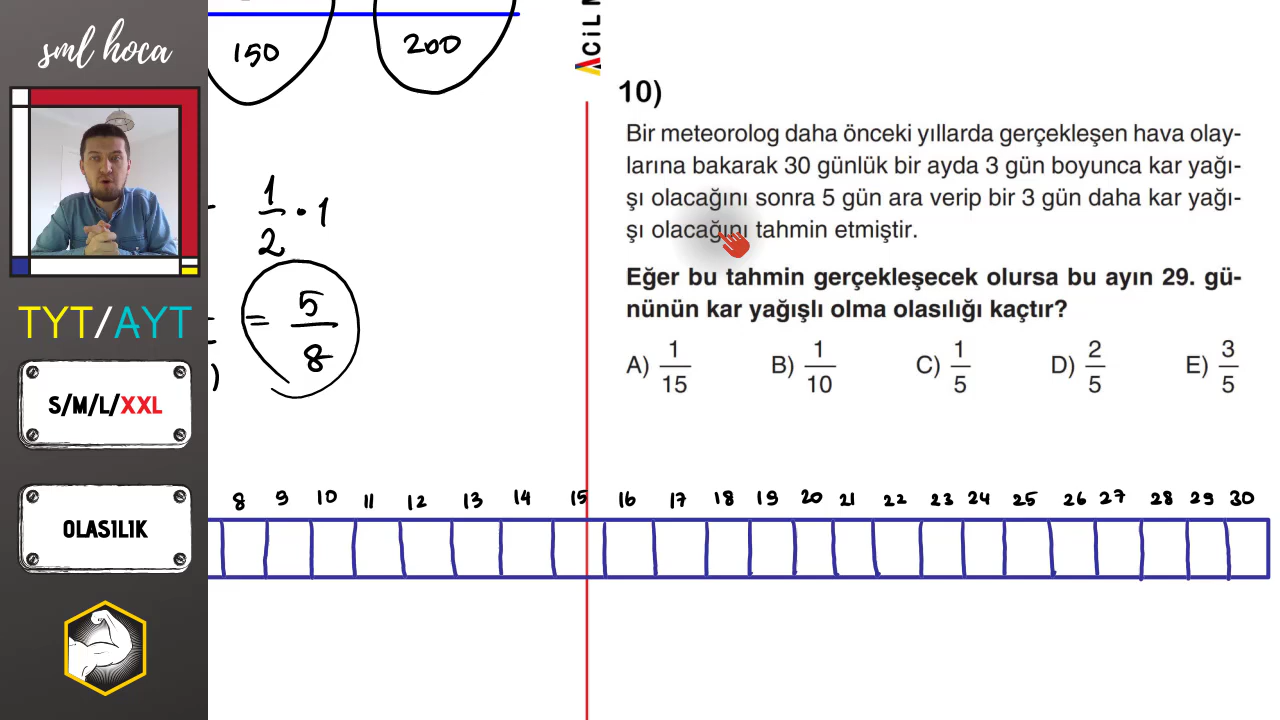 sml hoca
TYT/AYT
S/M/L/XXL
OLASILIK
150
200
1
2
· 1
= 5
8
ACiL M
10)
Bir meteorolog daha önceki yıllarda gerçekleşen hava olay-
larına bakarak 30 günlük bir ayda 3 gün boyunca kar yağı-
şı olacağını sonra 5 gün ara verip bir 3 gün daha kar yağı-
şı olacağını tahmin etmiştir.
Eğer bu tahmin gerçekleşecek olursa bu ayın 29. gü-
nünün kar yağışlı olma olasılığı kaçtır?
A) 1/15 B) 1/10 C) 1/5 D) 2/5 E) 3/5
8 9 10 11 12 13 14 15 16 17 18 19 20 21 22 23 24 25 26 27 28 29 30